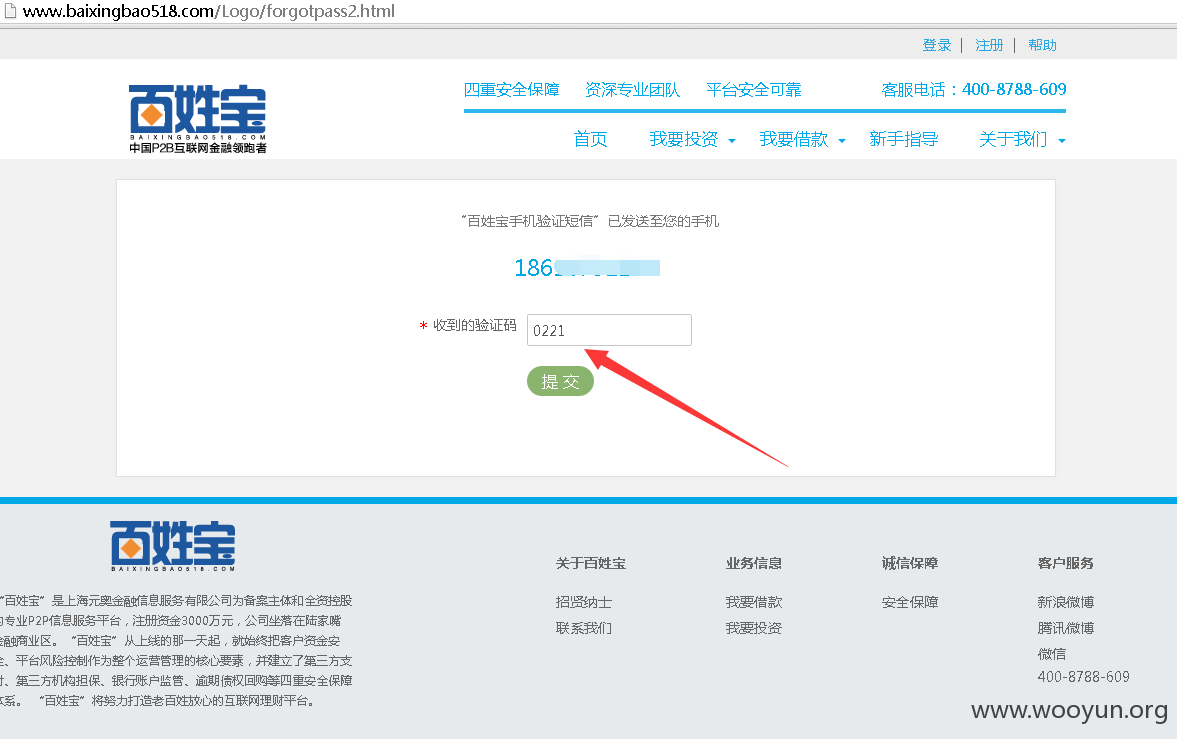 www.baixingbao518.com/Logo/forgotpass2.html
登录 | 注册 | 帮助
四重安全保障 资深专业团队 平台安全可靠 客服电话：400-8788-609
百姓宝
BAIXINGBAO518.COM
中国P2B互联网金融领跑者
首页 我要投资 我要借款 新手指导 关于我们
“百姓宝手机验证短信” 已发送至您的手机
186
* 收到的验证码 0221
提 交
百姓宝
BAIXINGBAO518.COM
关于百姓宝 业务信息 诚信保障 客户服务
招贤纳士 我要借款 安全保障 新浪微博
联系我们 我要投资 腾讯微博
微信
400-8788-609
“百姓宝”是上海元奥金融信息服务有限公司为备案主体和全资控股
的专业P2P信息服务平台，注册资金3000万元，公司坐落在陆家嘴
金融商业区。“百姓宝”从上线的那一天起，就始终把客户资金安
全、平台风险控制作为整个运营管理的核心要素，并建立了第三方支
付、第三方机构担保、银行账户监管、逾期债权回购等四重安全保障
体系。“百姓宝”将努力打造老百姓放心的互联网理财平台。
www.wooyun.org